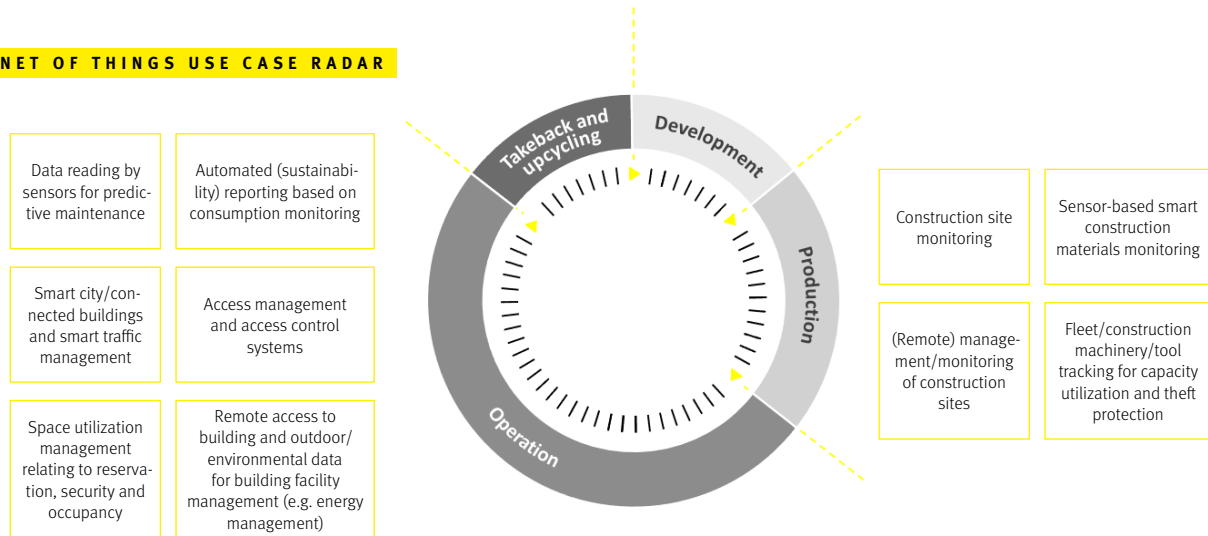 NET OF THINGS USE CASE RADAR
Data reading by
sensors for predic-
tive maintenance
Automated (sustainabi-
lity) reporting based on
consumption monitoring
Smart city/con-
nected buildings
and smart traffic
management
Access management
and access control
systems
Space utilization
management
relating to reserva-
tion, security and
occupancy
Remote access to
building and outdoor/
environmental data
for building facility
management (e.g. energy
management)
Takeback and
upcycling
Development
Production
Operation
Construction site
monitoring
Sensor-based smart
construction
materials monitoring
(Remote) manage-
ment/monitoring
of construction
sites
Fleet/construction
machinery/tool
tracking for capacity
utilization and theft
protection